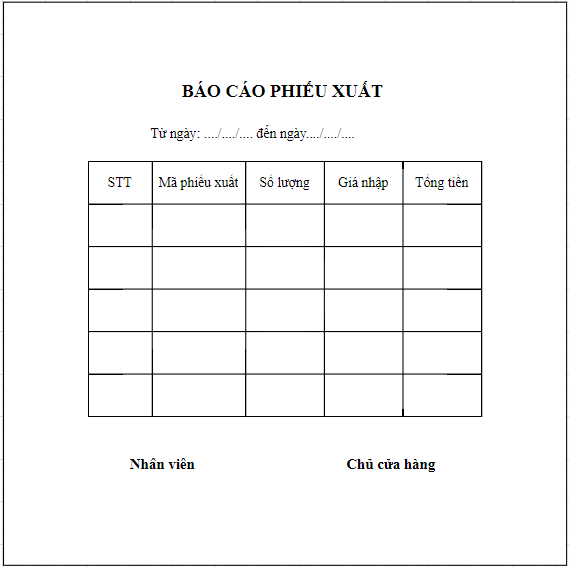 BÁO CÁO PHIẾU XUẤT
Từ ngày: ..../..../.... đến ngày..../..../....
STT Mã phiếu xuất Số lượng Giá nhập Tổng tiền
Nhân viên Chủ cửa hàng